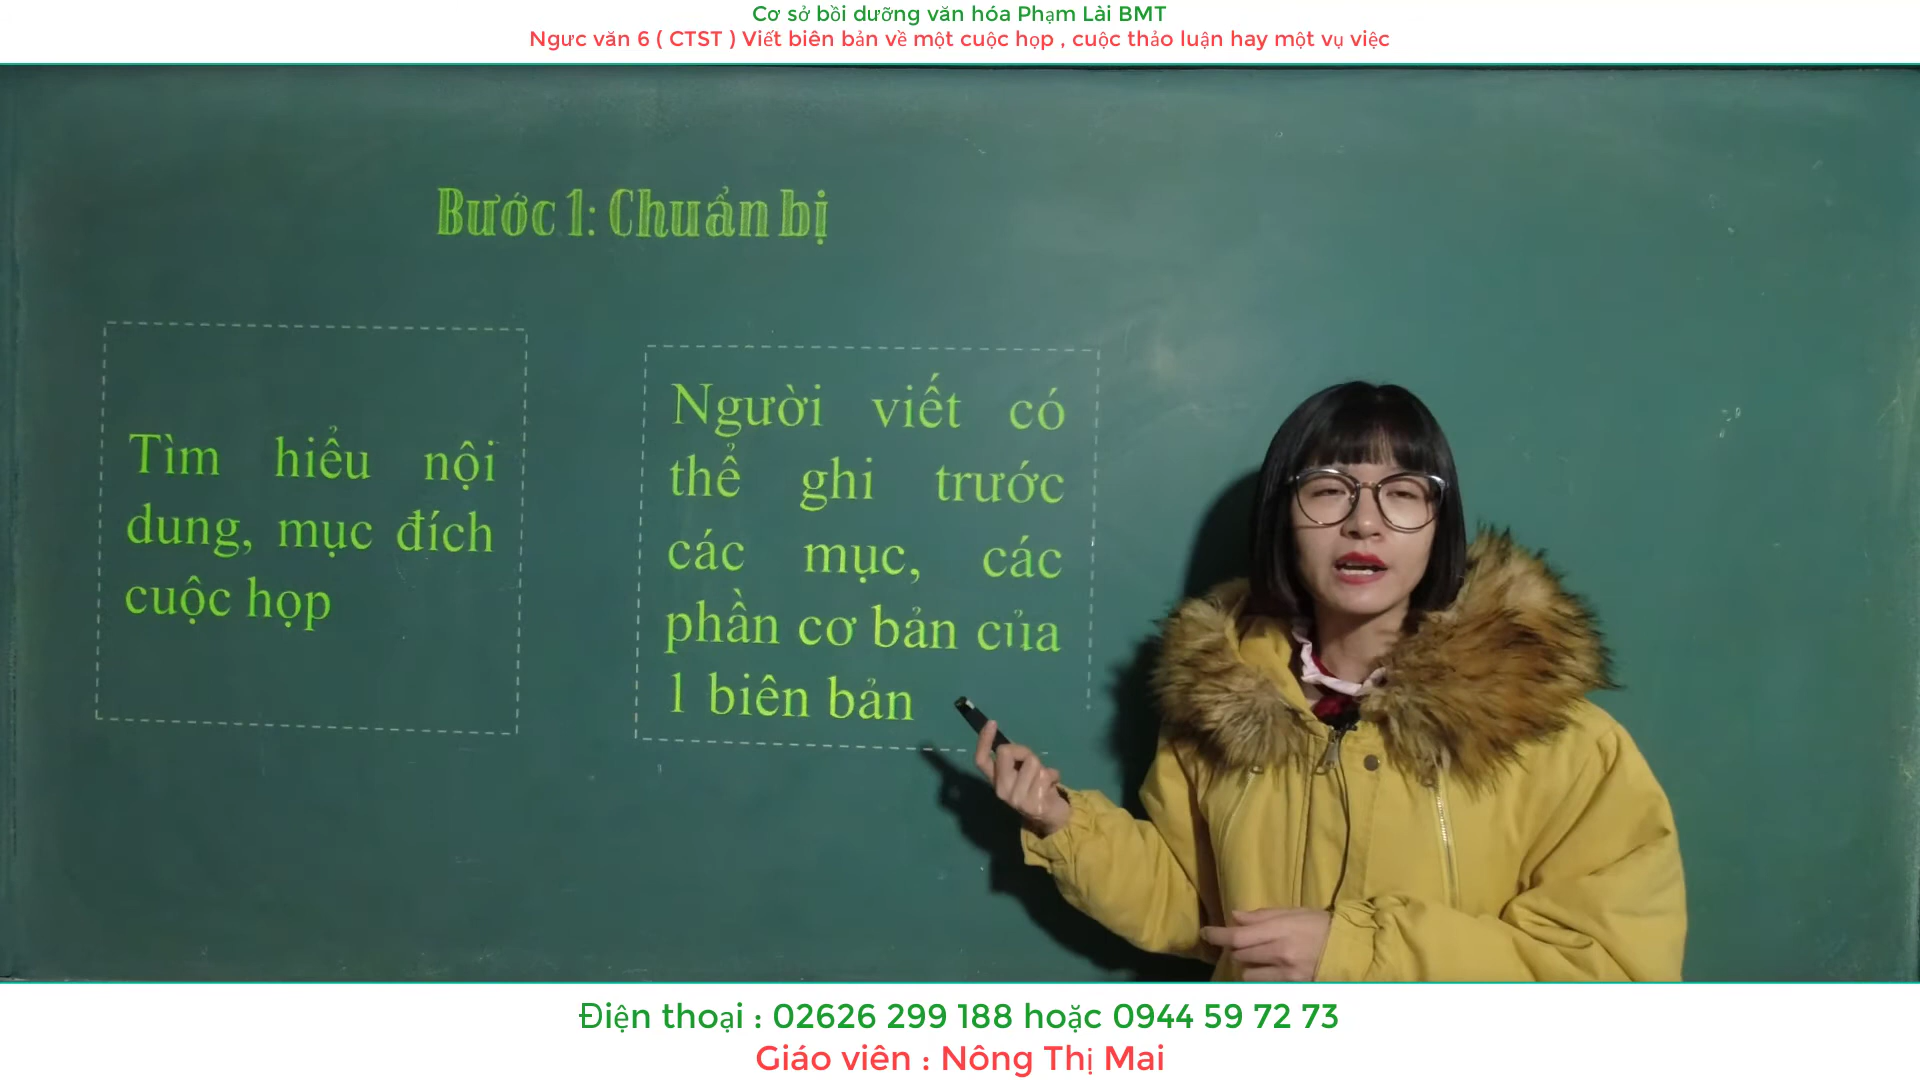 Cơ sở bồi dưỡng văn hóa Phạm Lài BMT
Ngưc văn 6 ( CTST ) Viết biên bản về một cuộc họp , cuộc thảo luận hay một vụ việc
Bước 1: Chuẩn bị
Tìm hiểu nội
dung, mục đích
cuộc họp
Người viết có
thể ghi trước
các mục, các
phần cơ bản của
1 biên bản
Điện thoại : 02626 299 188 hoặc 0944 59 72 73
Giáo viên : Nông Thị Mai